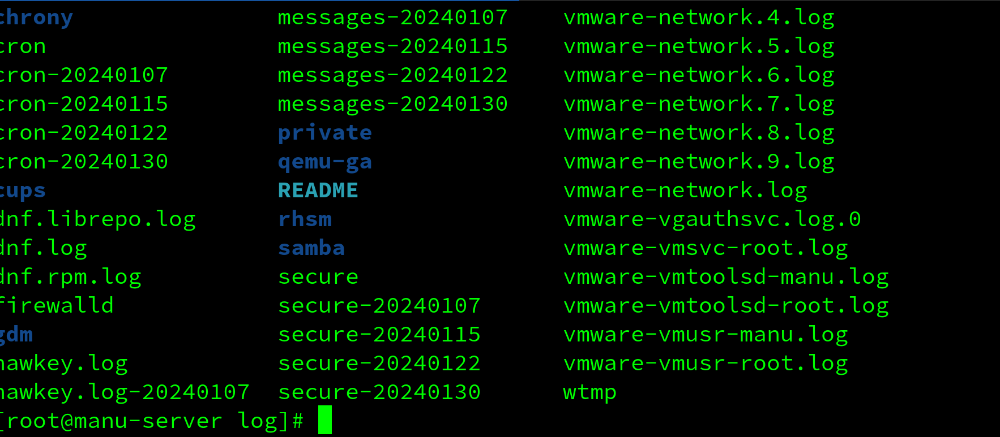 chrony messages-20240107 vmware-network.4.log
cron messages-20240115 vmware-network.5.log
cron-20240107 messages-20240122 vmware-network.6.log
cron-20240115 messages-20240130 vmware-network.7.log
cron-20240122 private vmware-network.8.log
cron-20240130 qemu-ga vmware-network.9.log
cups README vmware-network.log
dnf.librepo.log rhsm vmware-vgauthsvc.log.0
dnf.log samba vmware-vmsvc-root.log
dnf.rpm.log secure vmware-vmtoolsd-manu.log
firewalld secure-20240107 vmware-vmtoolsd-root.log
gdm secure-20240115 vmware-vmusr-manu.log
hawkey.log secure-20240122 vmware-vmusr-root.log
hawkey.log-20240107 secure-20240130 wtmp
[root@manu-server log]#